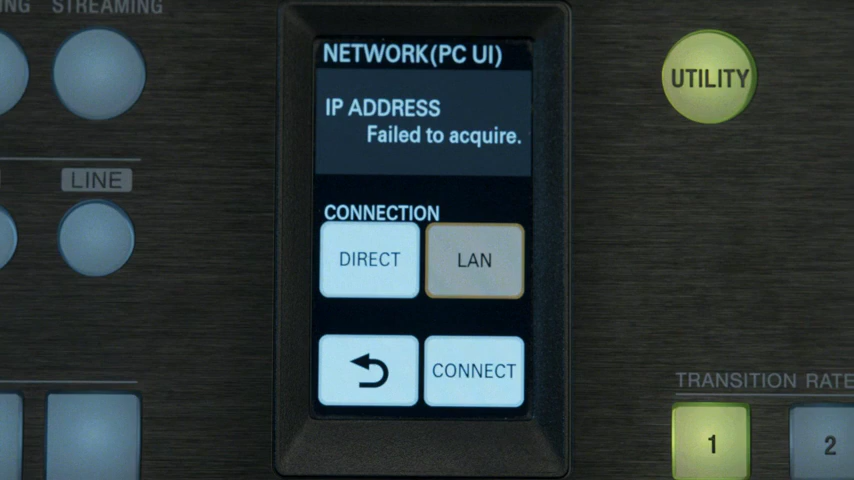 STREAMING
NETWORK(PC UI)
UTILITY
IP ADDRESS
Failed to acquire.
LINE
CONNECTION
DIRECT
LAN
CONNECT
TRANSITION RATE
1
2